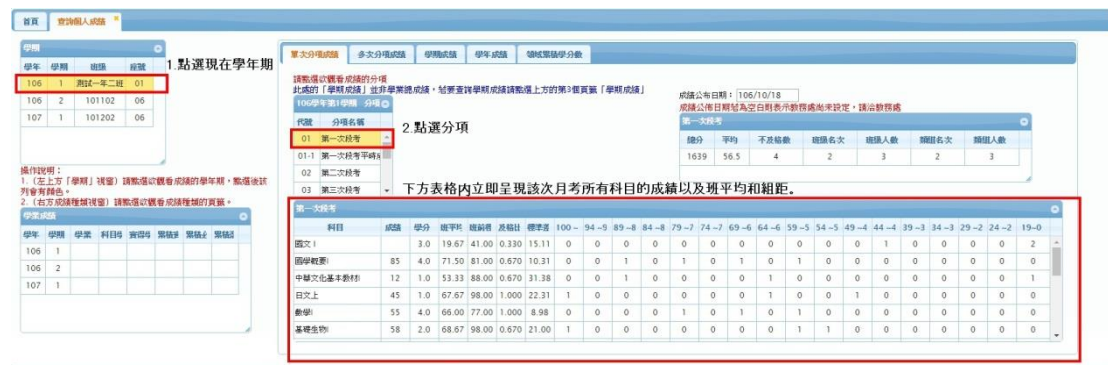 首頁 查詢個人成績
學期
學年 學期 班級 座號
106 1 測試一年二班 01
106 2 101102 06
107 1 101202 06
1.點選現在學年期
操作說明：
1.（左上方「學期」視窗）請點選欲觀看成績的學年期，點選後該
列會有顏色。
2.（右方成績種類視窗）請點選欲觀看成績種類的頁籤。
學業成績
學年 學期 學業
106 1
106 2
107 1
單次分項成績 多次分項成績 學期成績 學年成績 領域累積學分數
請點選欲觀看成績的分項
此處的「學期成績」並非學業總成績，若要查詢學期成績請點選上方的第3個頁籤「學期成績」
106學年第1學期 分項
代號 分項名稱
01 第一次段考
01-1 第一次段考平時
02 第二次段考
03 第三次段考
2.點選分項
成績公布日期：106/10/18
成績公佈日期若為空白則表示教務處尚未設定，請洽教務處
第一次段考
總分 平均 不及格數 班級名次 班級人數 類組名次 類組人數
1639 56.5 4 2 3 2 3
下方表格內立即呈現該次月考所有科目的成績以及班平均和組距。
第一次段考
科目 成績 學分 班平均 班前標 及格比 標準差 100~ 94~9 89~8 84~8 79~7 74~7 69~6 64~6 59~5 54~5 49~4 44~4 39~3 34~3 29~2 24~2 19~0
國文I 3.0 19.67 41.00 0.330 15.11 0 0 0 0 0 0 0 0 0 0 0 1 0 0 0 0 2
國學概要I 85 4.0 71.50 81.00 0.670 10.31 0 0 1 0 1 0 1 0 0 0 0 0 0 0 0 0 0
中華文化基本教材I 12 1.0 53.33 88.00 0.670 31.38 0 0 1 0 0 0 0 1 0 0 0 0 0 0 0 0 1
日文上 45 1.0 67.67 98.00 1.000 22.31 1 0 0 0 0 0 0 1 0 0 1 0 0 0 0 0 0
數學I 55 4.0 66.00 77.00 1.000 8.98 0 0 0 0 1 0 1 0 1 0 0 0 0 0 0 0 0
基礎生物I 58 2.0 68.67 98.00 0.670 21.00 1 0 0 0 0 0 0 0 1 1 0 0 0 0 0 0 0